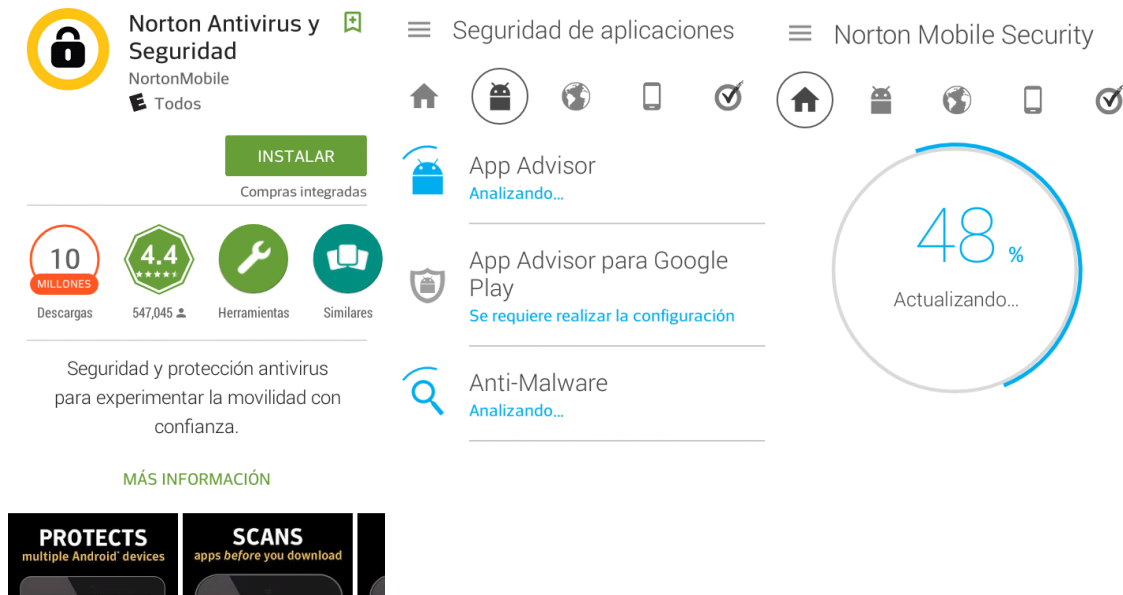 Norton Antivirus y
Seguridad
NortonMobile
E Todos
INSTALAR
Compras integradas
10
MILLONES
Descargas
4.4
547,045
Herramientas
Similares
Seguridad y protección antivirus
para experimentar la movilidad con
confianza.
MÁS INFORMACIÓN
PROTECTS
multiple Android™ devices
SCANS
apps before you download
Seguridad de aplicaciones
App Advisor
Analizando...
App Advisor para Google
Play
Se requiere realizar la configuración
Anti-Malware
Analizando...
Norton Mobile Security
48 %
Actualizando...